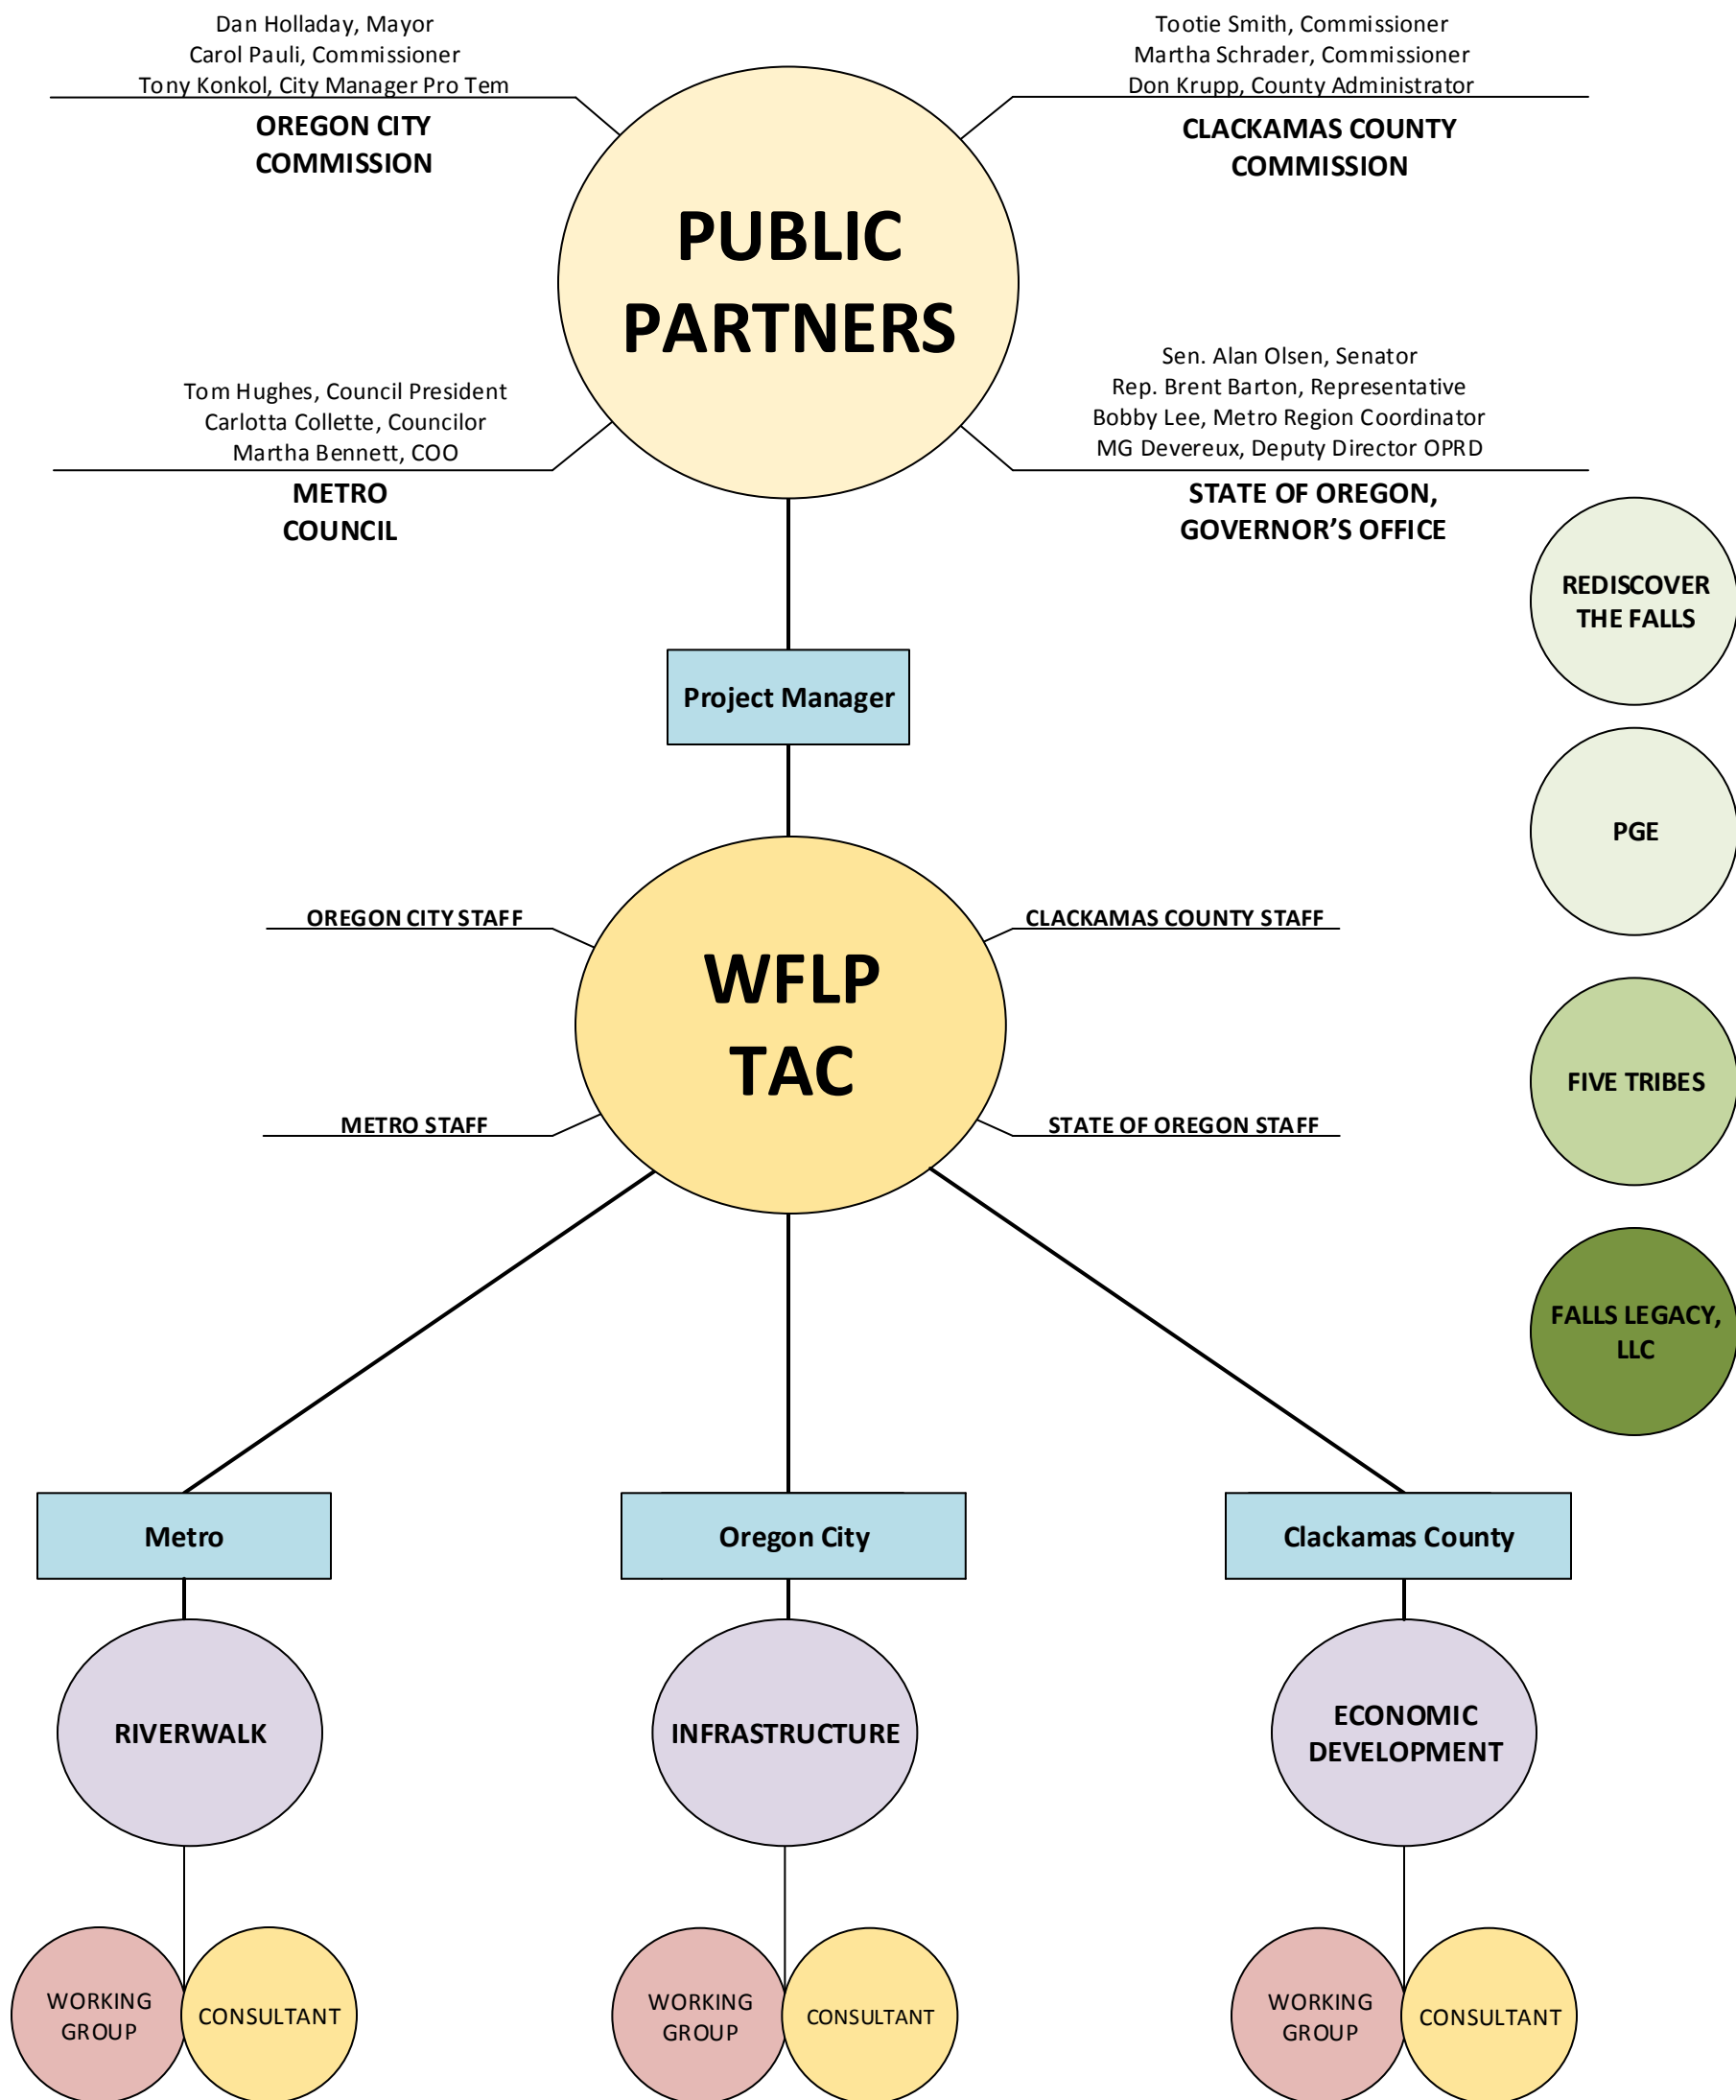 Dan Holladay, Mayor
Carol Pauli, Commissioner
Tony Konkol, City Manager Pro Tem
OREGON CITY
COMMISSION
Tootie Smith, Commissioner
Martha Schrader, Commissioner
Don Krupp, County Administrator
CLACKAMAS COUNTY
COMMISSION
PUBLIC
PARTNERS
Tom Hughes, Council President
Carlotta Collette, Councilor
Martha Bennett, COO
METRO
COUNCIL
Sen. Alan Olsen, Senator
Rep. Brent Barton, Representative
Bobby Lee, Metro Region Coordinator
MG Devereux, Deputy Director OPRD
STATE OF OREGON,
GOVERNOR'S OFFICE
REDISCOVER
THE FALLS
Project Manager
PGE
OREGON CITY STAFF
CLACKAMAS COUNTY STAFF
WFLP
TAC
METRO STAFF
STATE OF OREGON STAFF
FIVE TRIBES
FALLS LEGACY,
LLC
Metro
Oregon City
Clackamas County
RIVERWALK
INFRASTRUCTURE
ECONOMIC
DEVELOPMENT
WORKING
GROUP
CONSULTANT
WORKING
GROUP
CONSULTANT
WORKING
GROUP
CONSULTANT